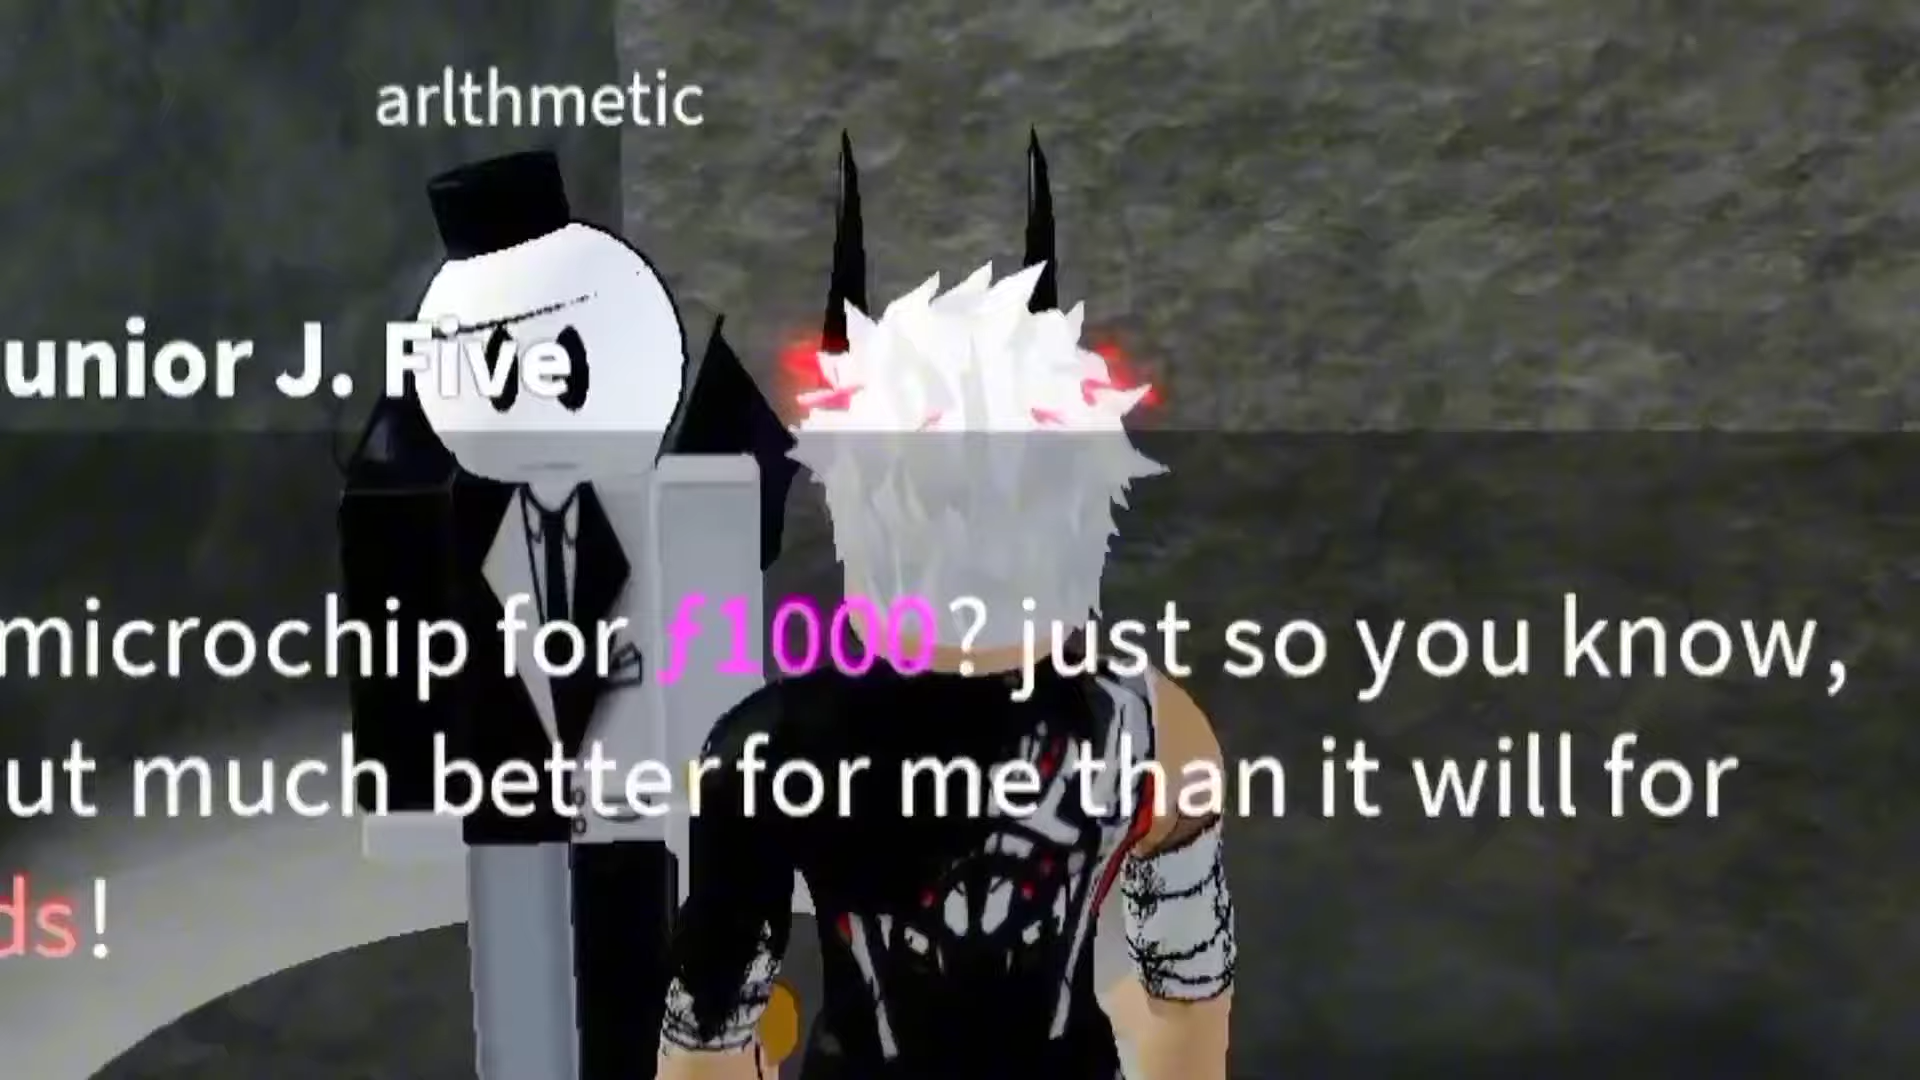 arlthmetic
unior J. Five
microchip for ƒ1000? just so you know,
ut much better for me than it will for
ds!